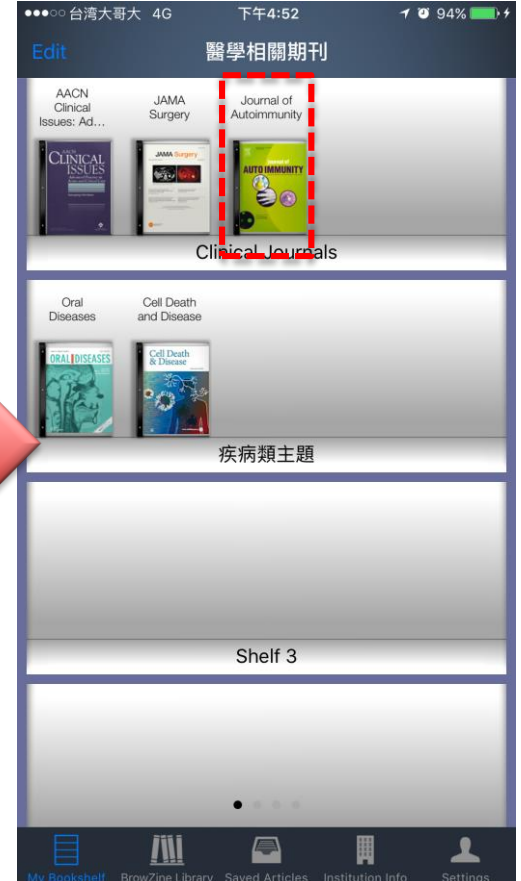 台湾大哥大 4G 下午4:52 94%
Edit 醫學相關期刊
AACN
Clinical
Issues: Ad...
JAMA
Surgery
Journal of
Autoimmunity
CLINICAL
ISSUES
JAMA Surgery
Journal of
AUTOIMMUNITY
Clinical Journals
Oral
Diseases
Cell Death
and Disease
ORAL DISEASES
Cell Death
& Disease
疾病類主題
Shelf 3
My Bookshelf BrowZine Library Saved Articles Institution Info Settings